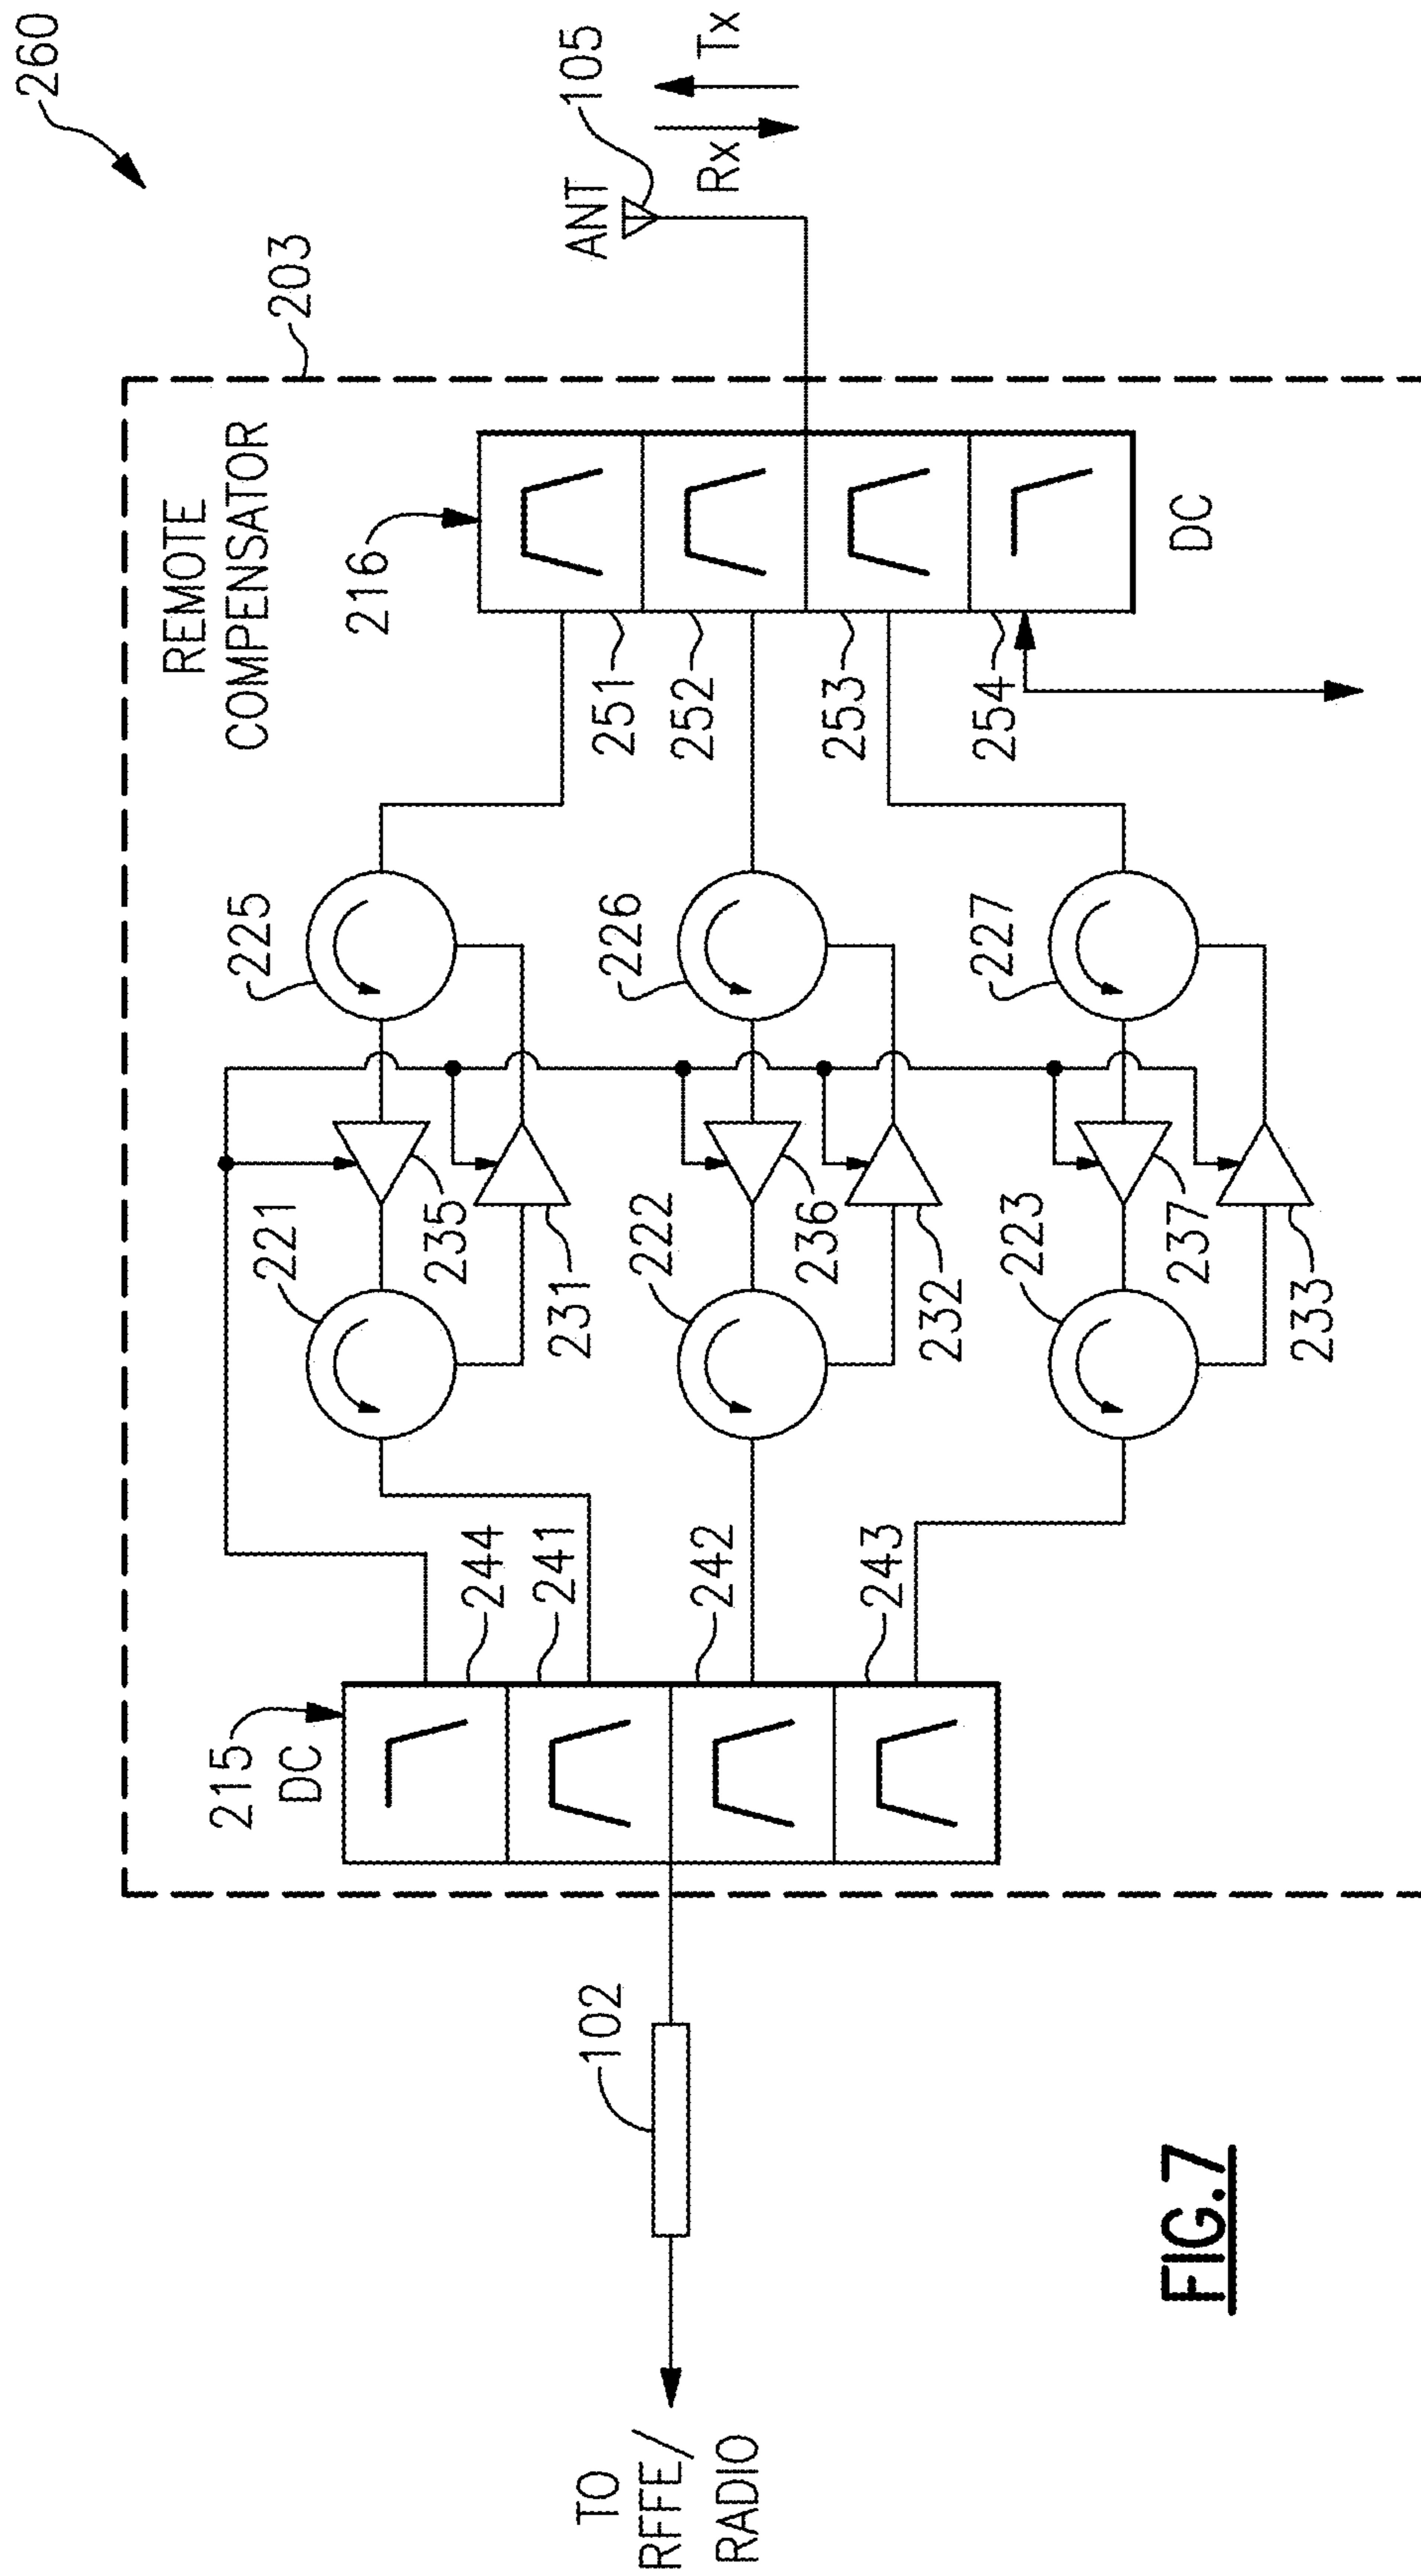 260
203
REMOTE
COMPENSATOR
ANT
105
Rx
Tx
216
251
252
253
254
DC
225
226
227
221
235
231
222
236
232
223
237
233
215
DC
244
241
242
243
102
TO
RFFE/
RADIO
FIG.7